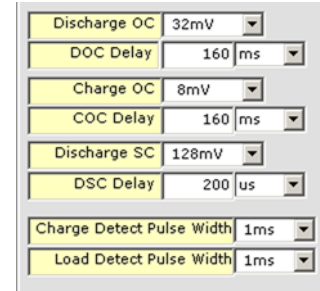 Discharge OC 32mV
DOC Delay 160 ms
Charge OC 8mV
COC Delay 160 ms
Discharge SC 128mV
DSC Delay 200 us
Charge Detect Pulse Width 1ms
Load Detect Pulse Width 1ms